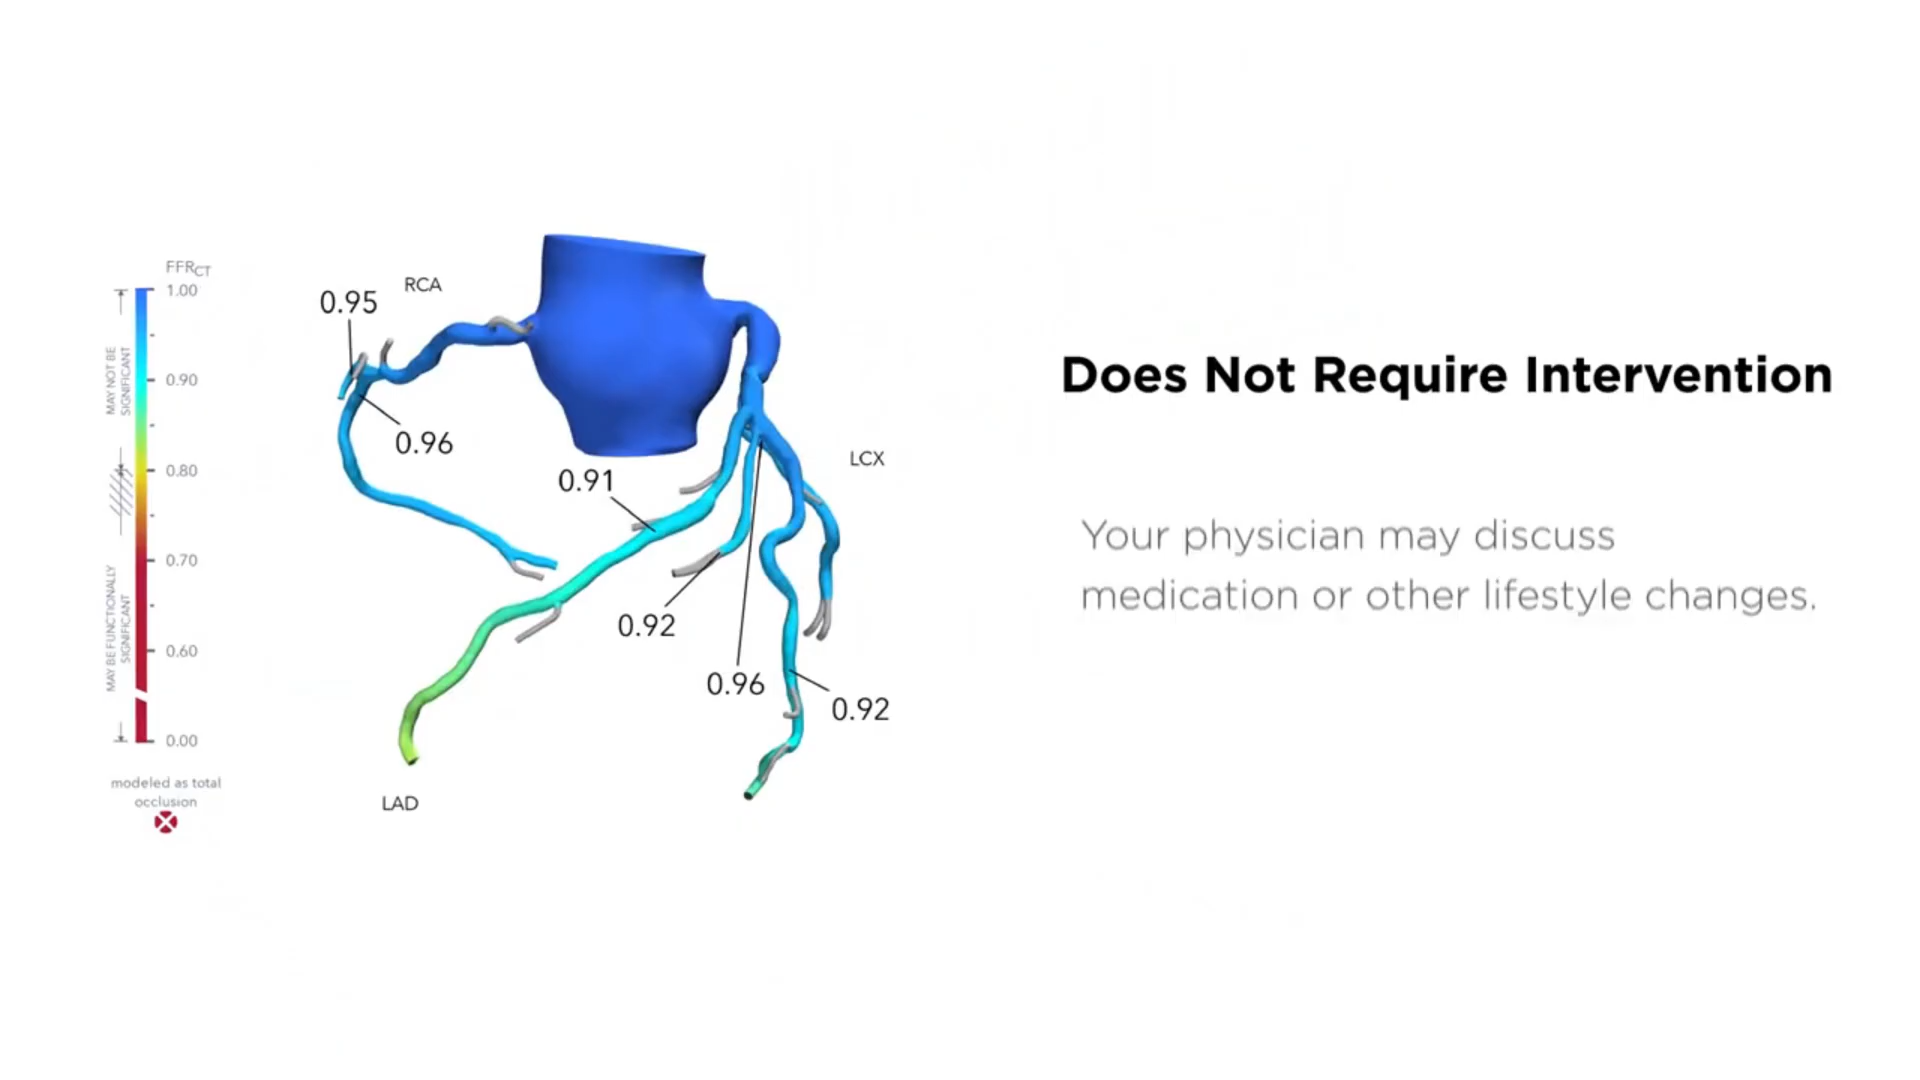 FFRCT
1.00
0.90
0.80
0.70
0.60
0.00
MAY NOT BE
SIGNIFICANT
MAY BE FUNCTIONALLY
SIGNIFICANT
modeled as total
occlusion
RCA
0.95
0.96
0.91
LCX
0.92
0.96
0.92
LAD
Does Not Require Intervention
Your physician may discuss
medication or other lifestyle changes.